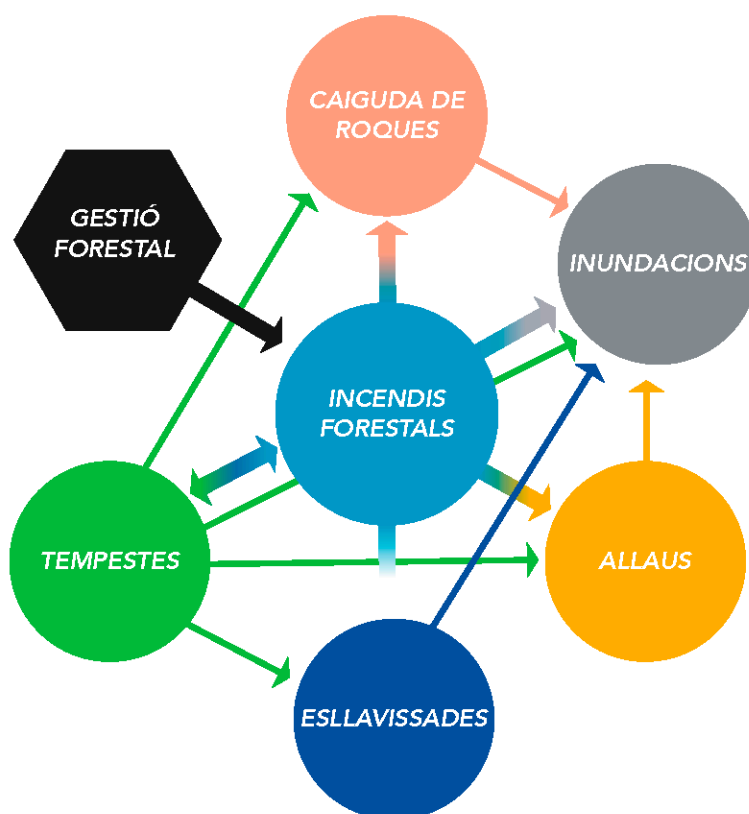 CAIGUDA DE
ROQUES
GESTIÓ
FORESTAL
INUNDACIONS
INCENDIS
FORESTALS
TEMPESTES
ALLAUS
ESLLAVISSADES